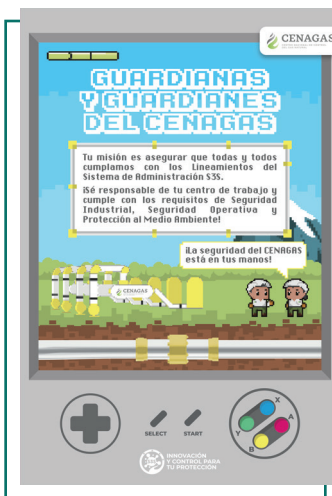 CENAGAS
GUARDIANAS
Y GUARDIANES
DEL CENAGAS
Tu misión es asegurar que todas y todos
cumplamos con los Lineamientos del
Sistema de Administración S3S.
¡Sé responsable de tu centro de trabajo y
cumple con los requisitos de Seguridad
Industrial, Seguridad Operativa y
Protección al Medio Ambiente!
¡La seguridad del CENAGAS
está en tus manos!
CENAGAS
X
Y
A
B
SELECT START
INNOVACIÓN
Y CONTROL PARA
TU PROTECCIÓN